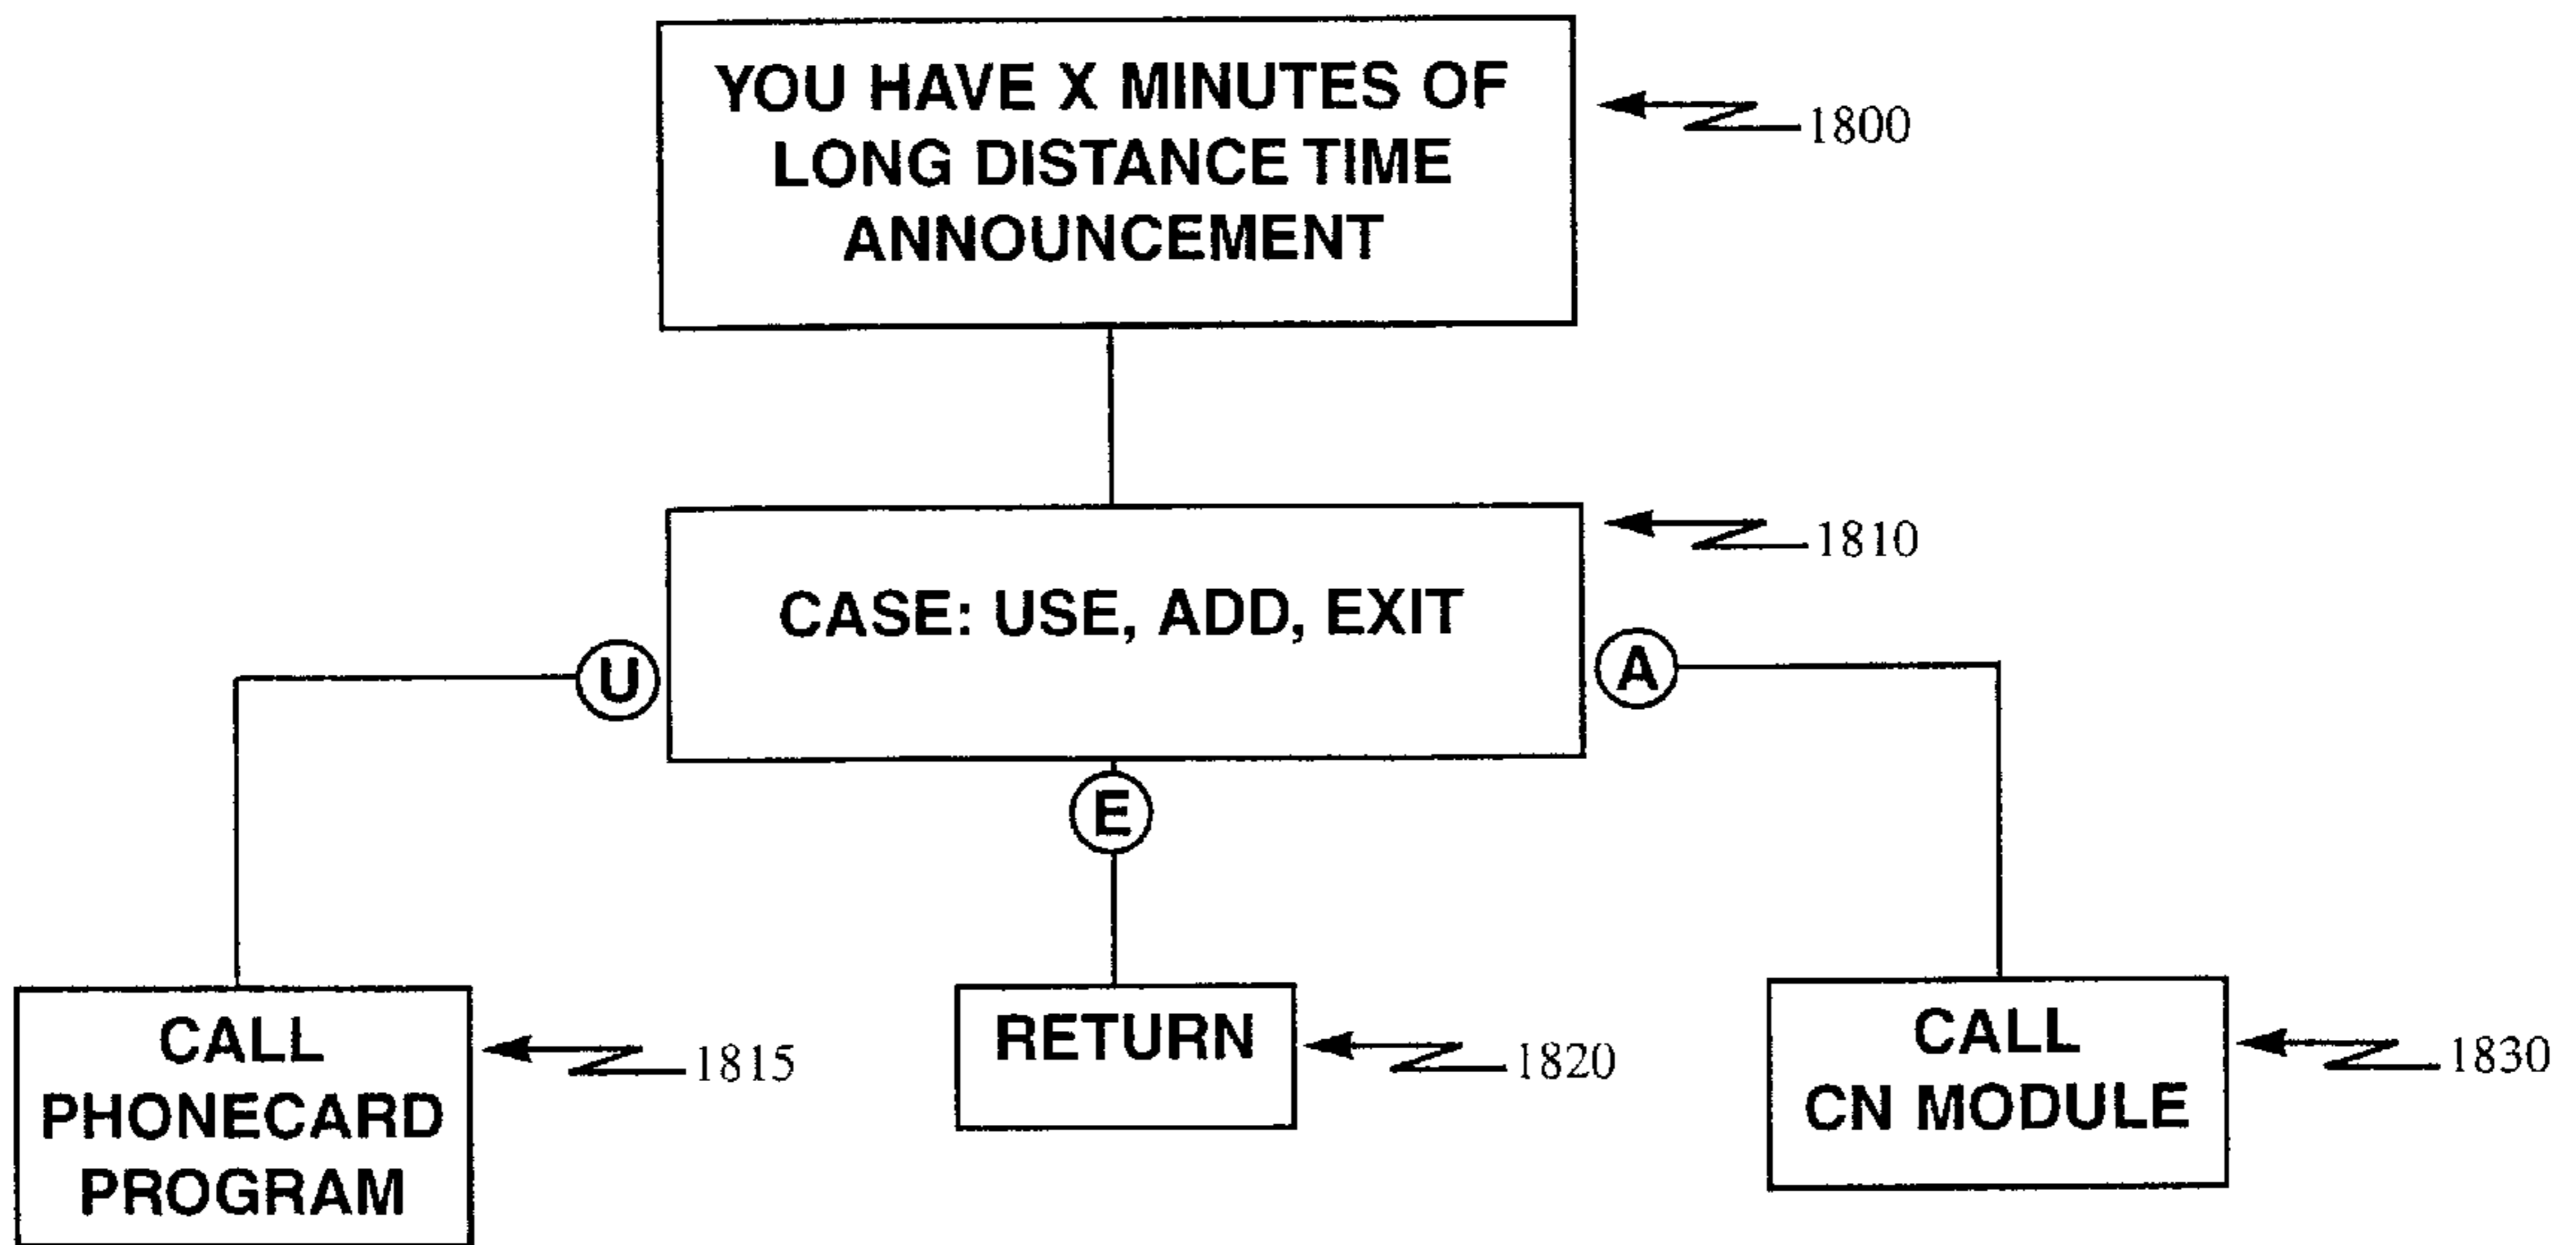 YOU HAVE X MINUTES OF
LONG DISTANCE TIME
ANNOUNCEMENT
1800
1810
CASE: USE, ADD, EXIT
U
A
E
CALL
PHONECARD
PROGRAM
1815
RETURN
1820
CALL
CN MODULE
1830